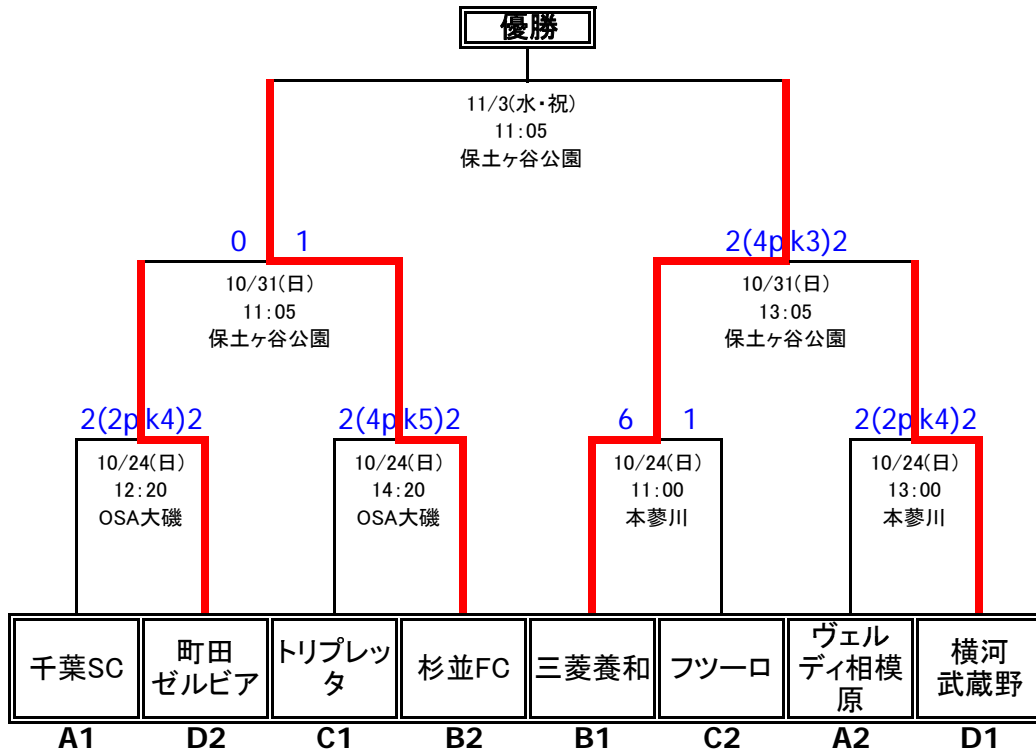 優勝
11/3(水・祝)
11:05
保土ヶ谷公園
0 1
2(4pk3)2
10/31(日)
11:05
保土ヶ谷公園
10/31(日)
13:05
保土ヶ谷公園
2(2pk4)2
2(4pk5)2
6 1
2(2pk4)2
10/24(日)
12:20
OSA大磯
10/24(日)
14:20
OSA大磯
10/24(日)
11:00
本蓼川
10/24(日)
13:00
本蓼川
千葉SC
町田
ゼルビア
トリプレッ
タ
杉並FC
三菱養和
フツーロ
ヴェル
ディ相模
原
横河
武蔵野
A1 D2 C1 B2 B1 C2 A2 D1